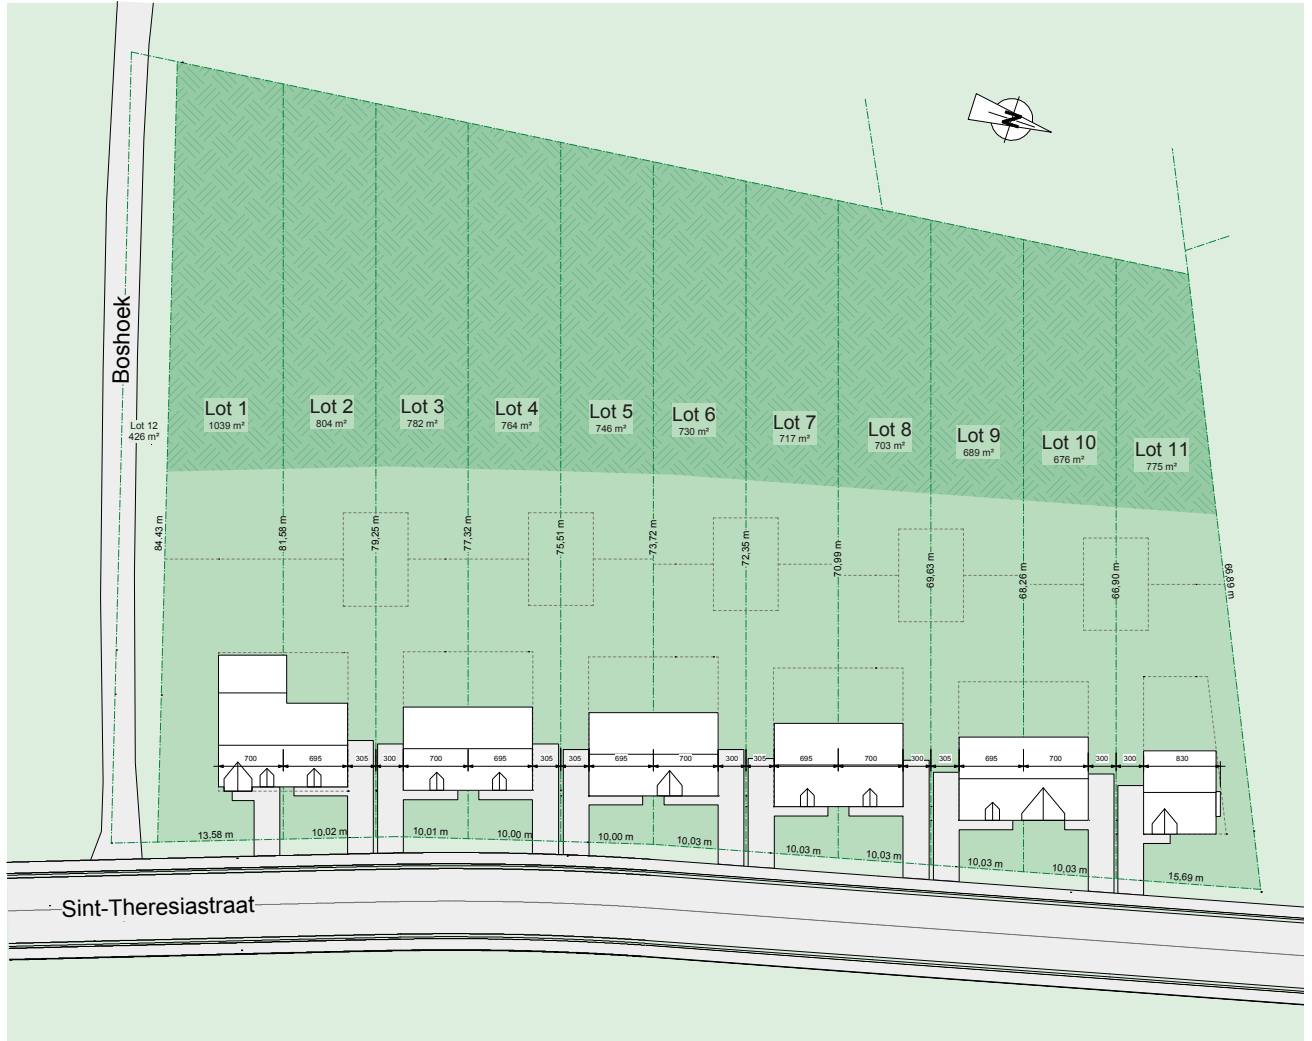 N
Boshoek
Lot 1
1039 m²
Lot 2
804 m²
Lot 3
782 m²
Lot 4
764 m²
Lot 5
746 m²
Lot 6
730 m²
Lot 7
717 m²
Lot 8
703 m²
Lot 9
689 m²
Lot 10
676 m²
Lot 11
775 m²
Lot 12
426 m²
84.43 m
81,58 m
79,25 m
77,32 m
75,51 m
73,72 m
72,35 m
70,99 m
69,63 m
68,26 m
66,90 m
66,89 m
700
695
305
300
700
695
305
305
695
700
300
305
695
700
300
305
695
700
300
300
830
13,58 m
10,02 m
10,01 m
10,00 m
10,00 m
10,03 m
10,03 m
10,03 m
10,03 m
10,03 m
15,69 m
Sint-Theresiastraat